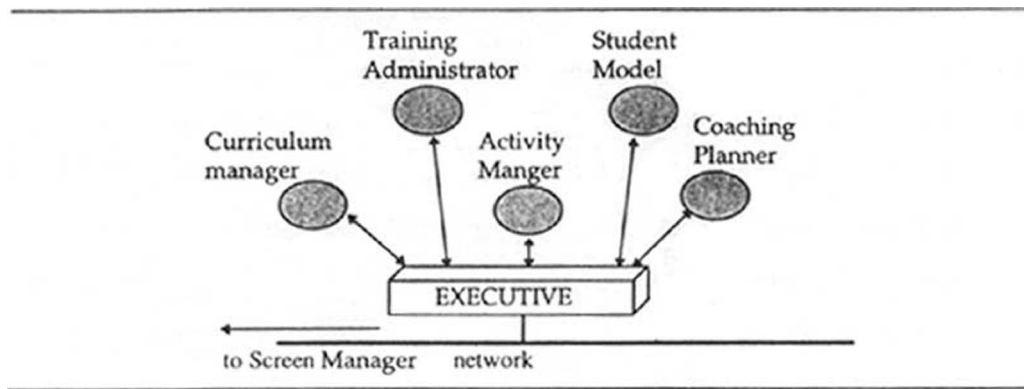 Training
Administrator
Student
Model
Curriculum
manager
Activity
Manger
Coaching
Planner
EXECUTIVE
to Screen Manager
network